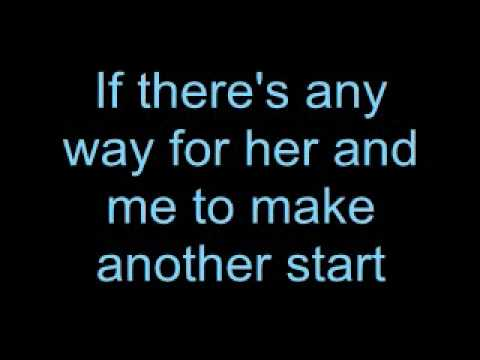 If there's any
way for her and
me to make
another start